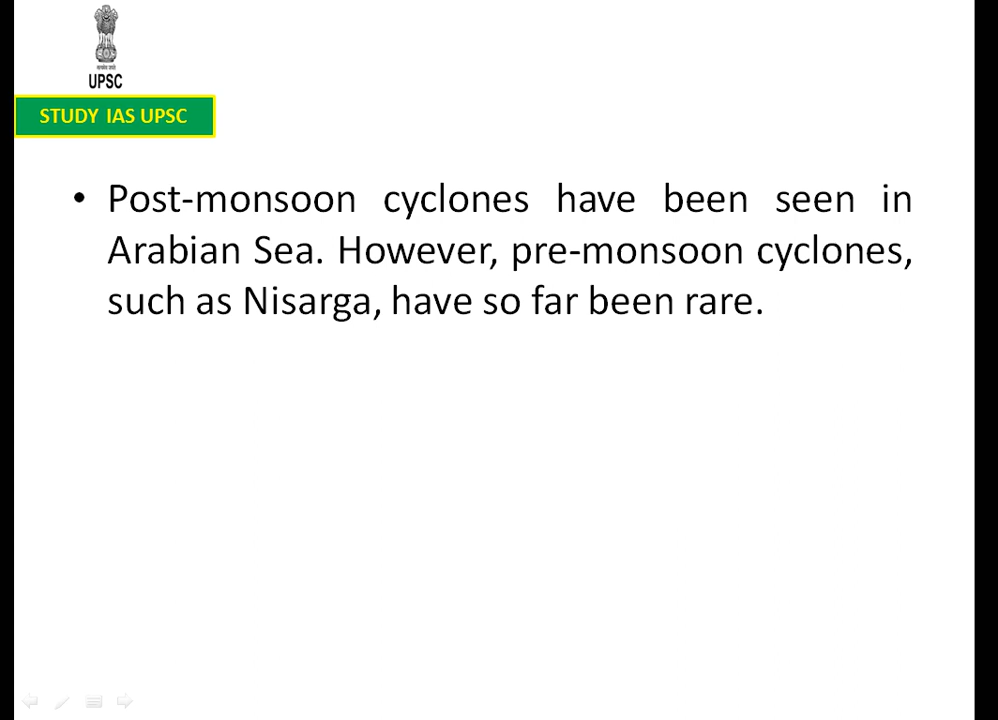 UPSC
STUDY IAS UPSC
• Post-monsoon cyclones have been seen in
Arabian Sea. However, pre-monsoon cyclones,
such as Nisarga, have so far been rare.